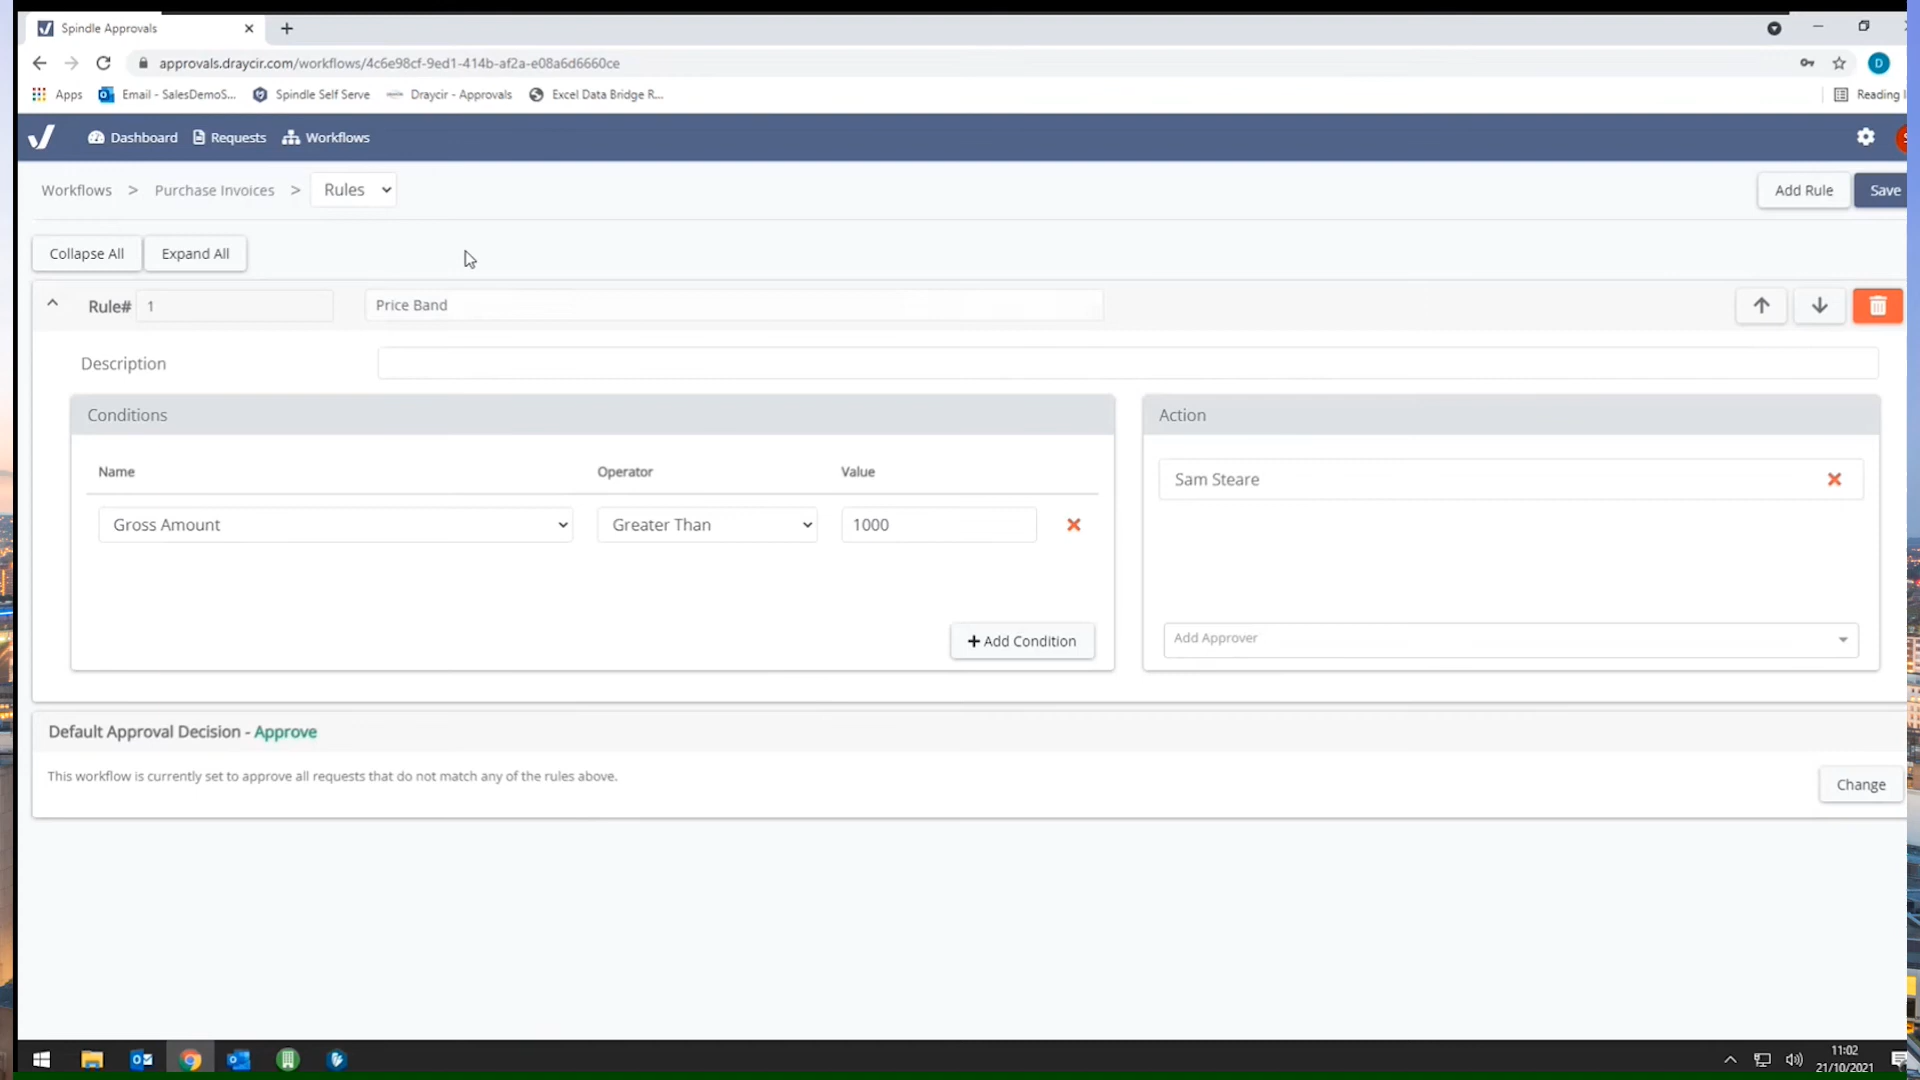 Spindle Approvals
approvals.draycir.com/workflows/4c6e98cf-9ed1-414b-af2a-e08a6d6660ce
D
Apps Email - SalesDemoS... Spindle Self Serve Draycir - Approvals Excel Data Bridge R... Reading
Dashboard Requests Workflows
Workflows > Purchase Invoices > Rules Add Rule Save
Collapse All Expand All
Rule# 1 Price Band
Description
Conditions Action
Name Operator Value
Sam Steare
Gross Amount Greater Than 1000
+ Add Condition Add Approver
Default Approval Decision - Approve
This workflow is currently set to approve all requests that do not match any of the rules above.
Change
11:02
21/10/2021